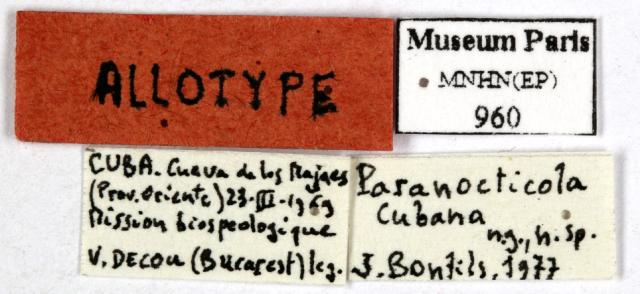 ALLOTYPE
Museum Paris
MNHN(EP)
960
CUBA. Cueva de los Majaes
(Prov. Oriente) 23-III-1969
Mission biospeologique
V. DECOU (Bucarest) leg.
Paranocticola
Cubana
n.g., n.sp.
J. Bonfils, 1977